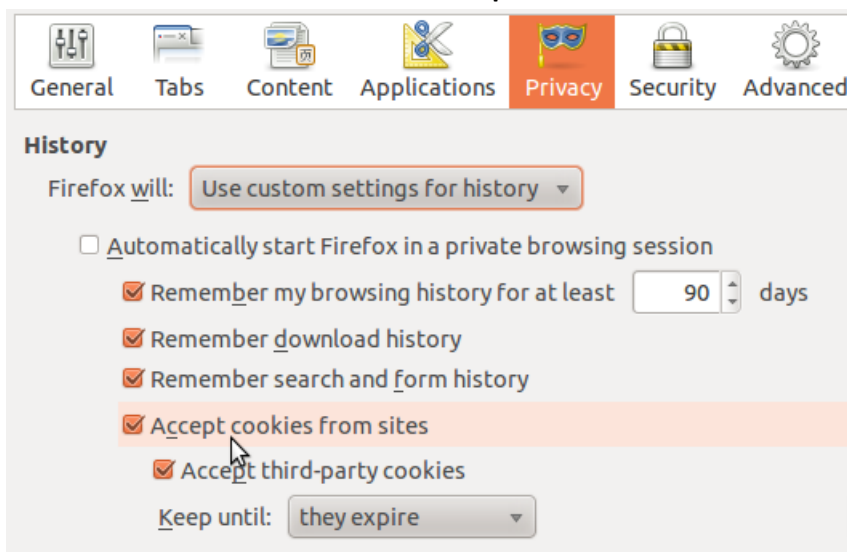 General Tabs Content Applications Privacy Security Advanced
History
Firefox will: Use custom settings for history
Automatically start Firefox in a private browsing session
Remember my browsing history for at least 90 days
Remember download history
Remember search and form history
Accept cookies from sites
Accept third-party cookies
Keep until: they expire